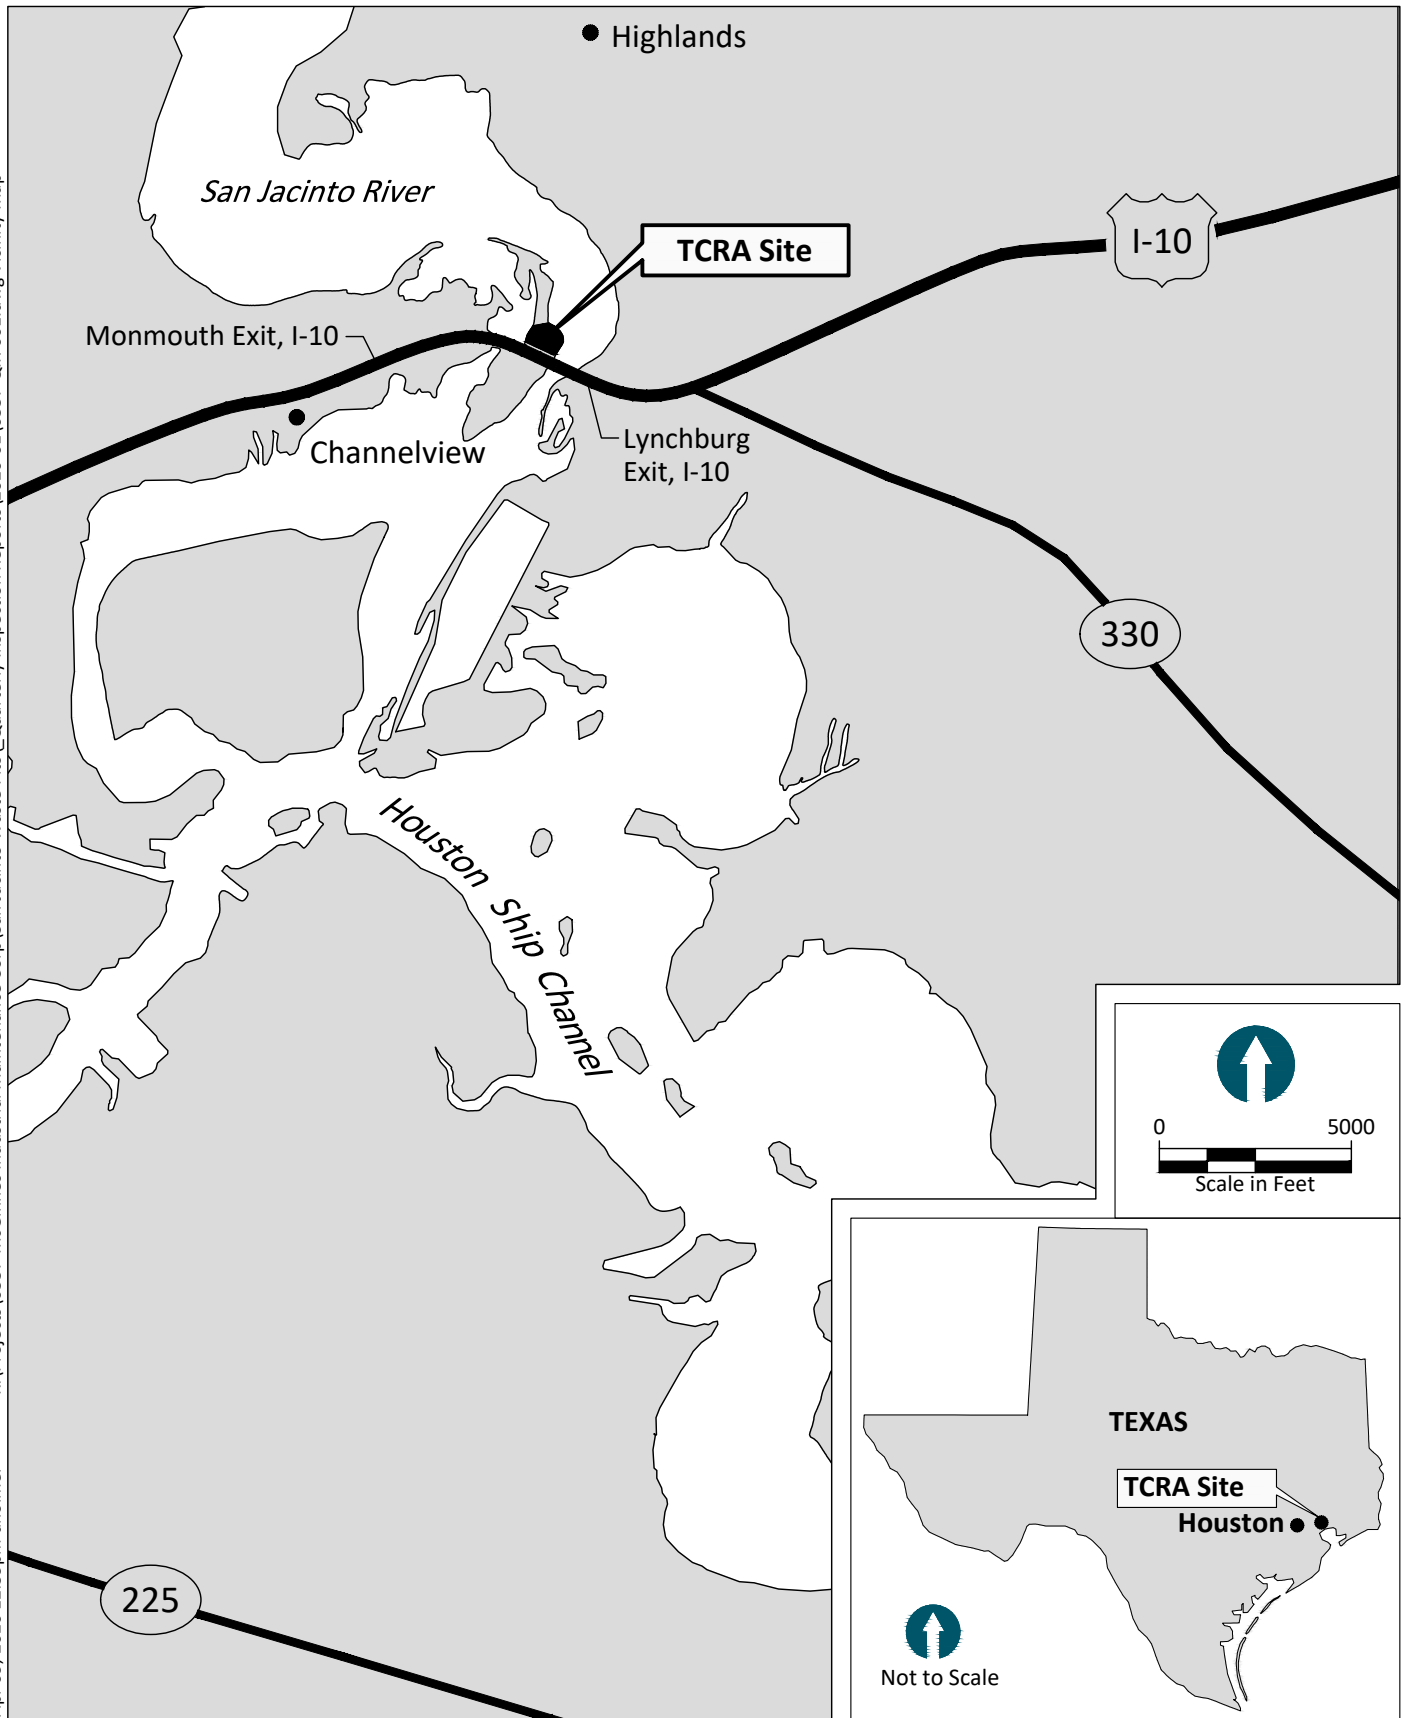 Highlands
San Jacinto River
TCRA Site
I-10
Monmouth Exit, I-10
Channelview
Lynchburg
Exit, I-10
330
Houston Ship Channel
0 5000
Scale in Feet
TEXAS
TCRA Site
Houston
225
Not to Scale